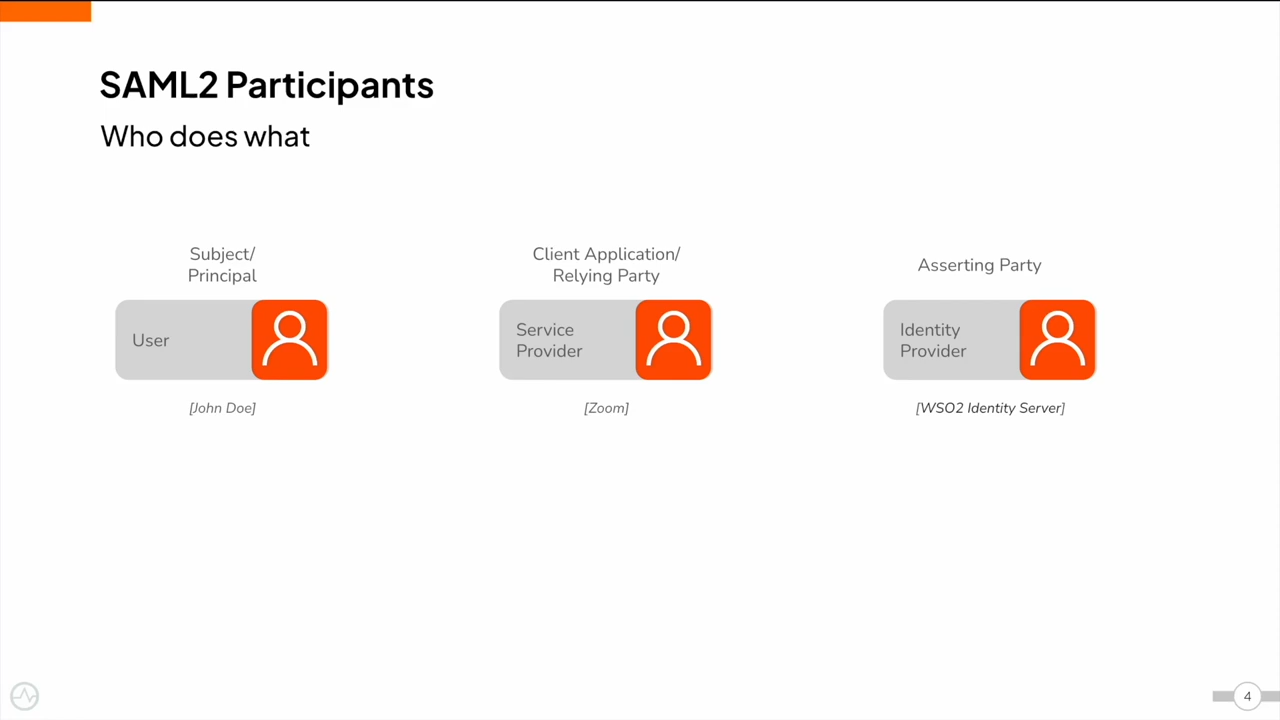 SAML2 Participants
Who does what
Subject/
Principal
User
[John Doe]
Client Application/
Relying Party
Service
Provider
[Zoom]
Asserting Party
Identity
Provider
[WSO2 Identity Server]
4